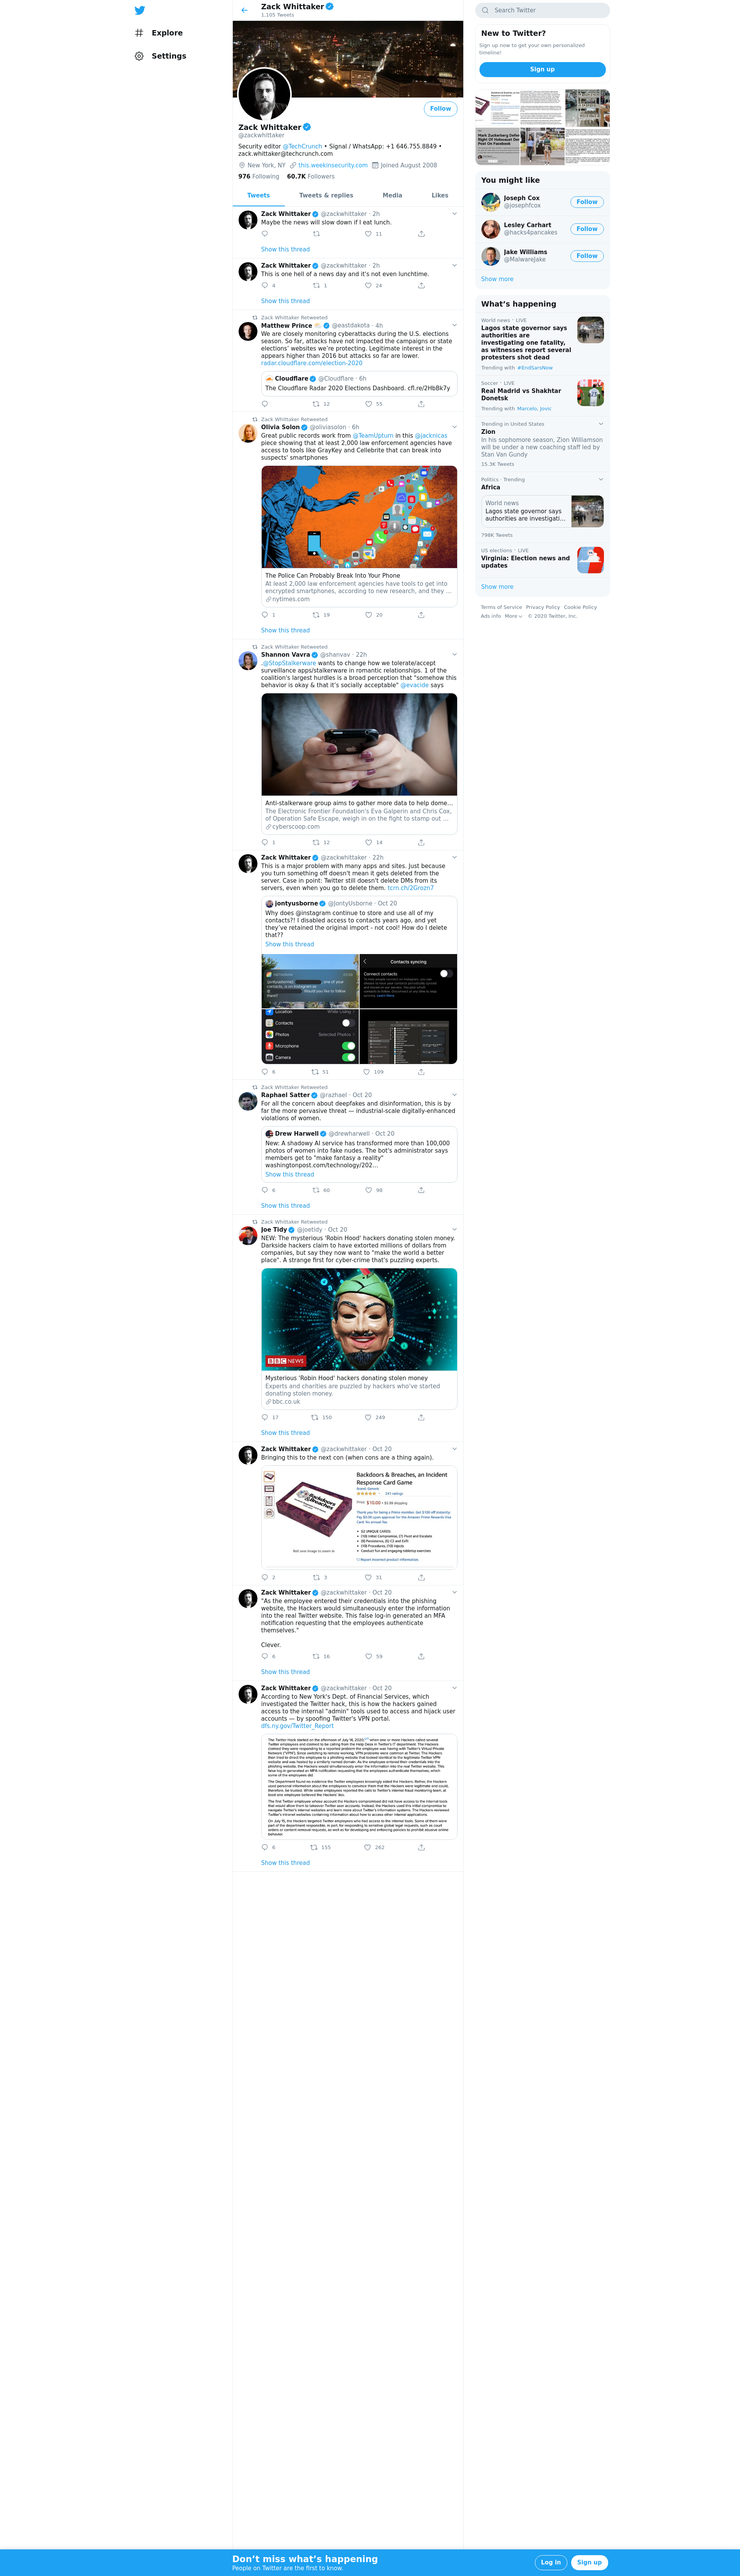 Explore
Settings
Zack Whittaker
1,105 Tweets
Follow
Zack Whittaker
@zackwhittaker
Security editor @TechCrunch • Signal / WhatsApp: +1 646.755.8849 •
zack.whittaker@techcrunch.com
New York, NY this.weekinsecurity.com Joined August 2008
976 Following 60.7K Followers
Tweets Tweets & replies Media Likes
Zack Whittaker @zackwhittaker · 2h
Maybe the news will slow down if I eat lunch.
11
Show this thread
Zack Whittaker @zackwhittaker · 2h
This is one hell of a news day and it's not even lunchtime.
4 1 24
Show this thread
Zack Whittaker Retweeted
Matthew Prince @eastdakota · 4h
We are closely monitoring cyberattacks during the U.S. elections
season. So far, attacks have not impacted the campaigns or state
elections' websites we're protecting. Legitimate interest in the
appears higher than 2016 but attacks so far are lower.
radar.cloudflare.com/election-2020
Cloudflare @Cloudflare · 6h
The Cloudflare Radar 2020 Elections Dashboard. cfl.re/2HbBk7y
12 55
Zack Whittaker Retweeted
Olivia Solon @oliviasolon · 6h
Great public records work from @TeamUpturn in this @jacknicas
piece showing that at least 2,000 law enforcement agencies have
access to tools like GrayKey and Cellebrite that can break into
suspects' smartphones
The Police Can Probably Break Into Your Phone
At least 2,000 law enforcement agencies have tools to get into
encrypted smartphones, according to new research, and they ...
nytimes.com
1 19 20
Show this thread
Zack Whittaker Retweeted
Shannon Vavra @shanvav · 22h
.@StopStalkerware wants to change how we tolerate/accept
surveillance apps/stalkerware in romantic relationships. 1 of the
coalition's largest hurdles is a broad perception that "somehow this
behavior is okay & that it's socially acceptable" @evacide says
Anti-stalkerware group aims to gather more data to help dome...
The Electronic Frontier Foundation's Eva Galperin and Chris Cox,
of Operation Safe Escape, weigh in on the fight to stamp out ...
cyberscoop.com
1 12 14
Zack Whittaker @zackwhittaker · 22h
This is a major problem with many apps and sites. Just because
you turn something off doesn't mean it gets deleted from the
server. Case in point: Twitter still doesn't delete DMs from its
servers, even when you go to delete them. tcrn.ch/2Grozn7
jontyusborne @JontyUsborne · Oct 20
Why does @instagram continue to store and use all of my
contacts?! I disabled access to contacts years ago, and yet
they've retained the original import - not cool! How do I delete
that??
Show this thread
Contacts syncing
Connect contacts
Location While Using
Contacts
Photos Selected Photos
Microphone
Camera
6 51 109
Zack Whittaker Retweeted
Raphael Satter @razhael · Oct 20
For all the concern about deepfakes and disinformation, this is by
far the more pervasive threat — industrial-scale digitally-enhanced
violations of women.
Drew Harwell @drewharwell · Oct 20
New: A shadowy AI service has transformed more than 100,000
photos of women into fake nudes. The bot's administrator says
members get to "make fantasy a reality"
washingtonpost.com/technology/202...
Show this thread
6 60 98
Show this thread
Zack Whittaker Retweeted
Joe Tidy @joetidy · Oct 20
NEW: The mysterious 'Robin Hood' hackers donating stolen money.
Darkside hackers claim to have extorted millions of dollars from
companies, but say they now want to "make the world a better
place". A strange first for cyber-crime that's puzzling experts.
BBC NEWS
Mysterious 'Robin Hood' hackers donating stolen money
Experts and charities are puzzled by hackers who've started
donating stolen money.
bbc.co.uk
17 150 249
Show this thread
Zack Whittaker @zackwhittaker · Oct 20
Bringing this to the next con (when cons are a thing again).
Backdoors & Breaches, an Incident
Response Card Game
2 3 31
Zack Whittaker @zackwhittaker · Oct 20
"As the employee entered their credentials into the phishing
website, the Hackers would simultaneously enter the information
into the real Twitter website. This false log-in generated an MFA
notification requesting that the employees authenticate
themselves."
Clever.
6 16 59
Show this thread
Zack Whittaker @zackwhittaker · Oct 20
According to New York's Dept. of Financial Services, which
investigated the Twitter hack, this is how the hackers gained
access to the internal "admin" tools used to access and hijack user
accounts — by spoofing Twitter's VPN portal.
dfs.ny.gov/Twitter_Report
6 155 262
Show this thread
Search Twitter
New to Twitter?
Sign up now to get your own personalized
timeline!
Sign up
You might like
Joseph Cox
@josephfcox
Follow
Lesley Carhart
@hacks4pancakes
Follow
Jake Williams
@MalwareJake
Follow
Show more
What's happening
World news · LIVE
Lagos state governor says
authorities are
investigating one fatality,
as witnesses report several
protesters shot dead
Trending with #EndSarsNow
Soccer · LIVE
Real Madrid vs Shakhtar
Donetsk
Trending with Marcelo, Jovic
Trending in United States
Zion
In his sophomore season, Zion Williamson
will be under a new coaching staff led by
Stan Van Gundy
15.3K Tweets
Politics · Trending
Africa
World news
Lagos state governor says
authorities are investigati...
798K Tweets
US elections · LIVE
Virginia: Election news and
updates
Show more
Terms of Service Privacy Policy Cookie Policy
Ads info More © 2020 Twitter, Inc.
Don't miss what's happening
People on Twitter are the first to know.
Log in Sign up